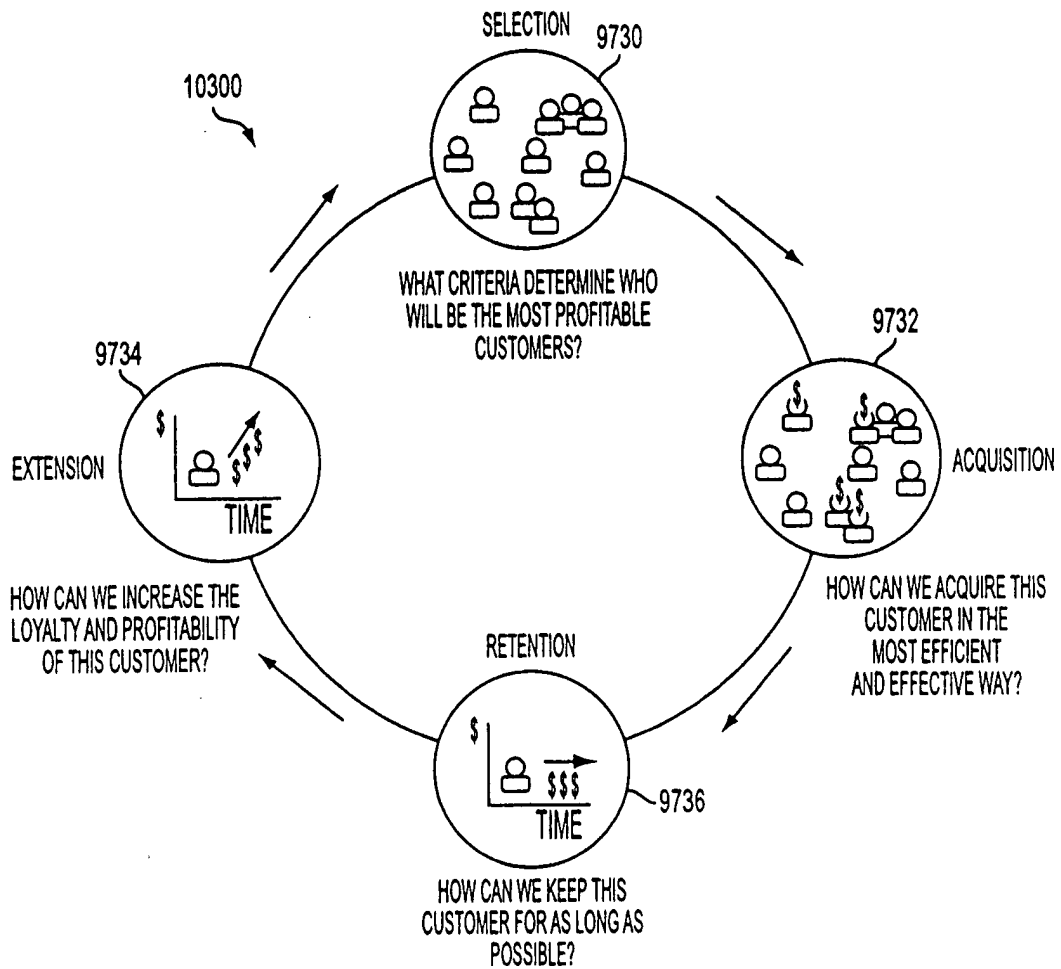 SELECTION
9730
10300
WHAT CRITERIA DETERMINE WHO
WILL BE THE MOST PROFITABLE
CUSTOMERS?
9732
$
$
$
$
ACQUISITION
HOW CAN WE ACQUIRE THIS
CUSTOMER IN THE
MOST EFFICIENT
AND EFFECTIVE WAY?
9734
EXTENSION
$
$$$
TIME
HOW CAN WE INCREASE THE
LOYALTY AND PROFITABILITY
OF THIS CUSTOMER?
RETENTION
$
$$$
TIME
9736
HOW CAN WE KEEP THIS
CUSTOMER FOR AS LONG AS
POSSIBLE?